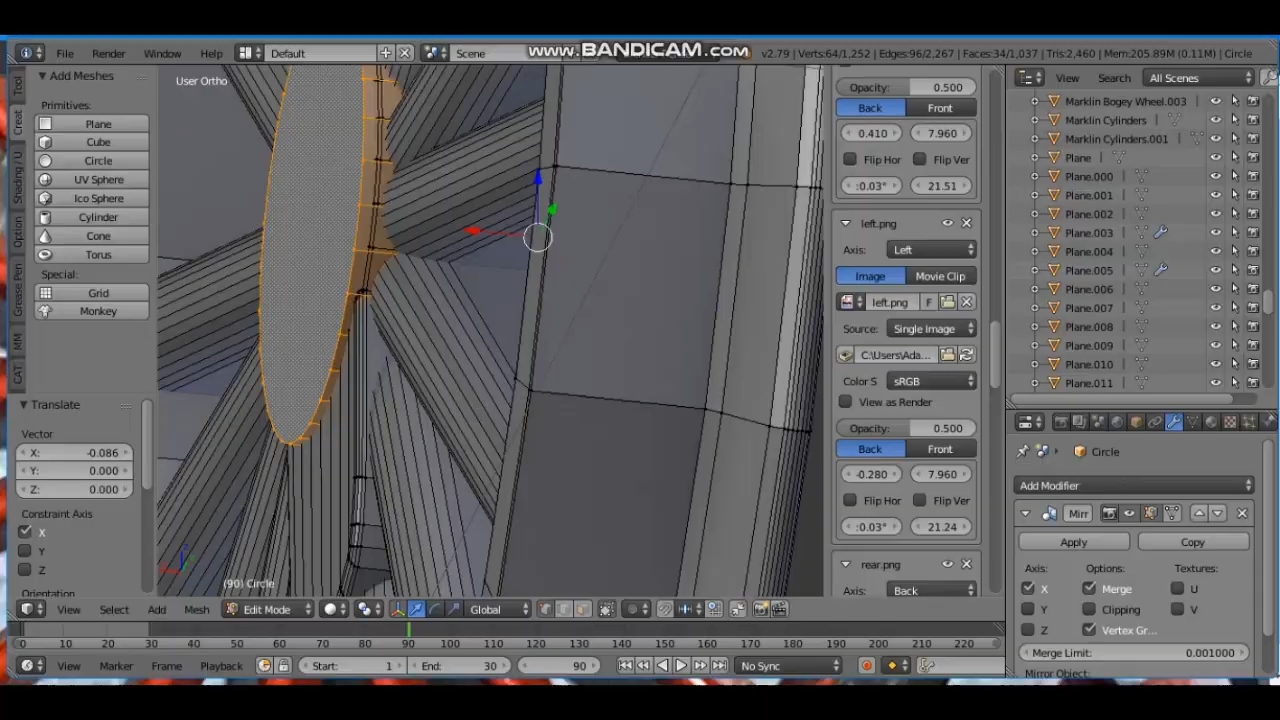 www.BANDICAM.com
File Render Window Help Default Scene v2.79 | Verts:64/1,252 | Edges:96/2,267 | Faces:34/1,037 | Tris:2,460 | Mem:205.89M (0.11M) | Circle
Add Meshes
Primitives:
Plane
Cube
Circle
UV Sphere
Ico Sphere
Cylinder
Cone
Torus
Special:
Grid
Monkey
Tool
Creat
Shading / U
Option
Grease Pen
MM
CAT
Translate
Vector
X: -0.086
Y: 0.000
Z: 0.000
Constraint Axis
X
Y
Z
Orientation
User Ortho
(90) Circle
Opacity: 0.500
Back Front
0.410 7.960
Flip Hor Flip Ver
:0.03° 21.51
left.png
Axis: Left
Image Movie Clip
left.png F
Source: Single Image
C:\Users\Ada...
Color S sRGB
View as Render
Opacity: 0.500
Back Front
-0.280 7.960
Flip Hor Flip Ver
:0.03° 21.24
rear.png
Axis: Back
View Search All Scenes
Marklin Bogey Wheel.003
Marklin Cylinders
Marklin Cylinders.001
Plane
Plane.000
Plane.001
Plane.002
Plane.003
Plane.004
Plane.005
Plane.006
Plane.007
Plane.008
Plane.009
Plane.010
Plane.011
Circle
Add Modifier
Mirr
Apply Copy
Axis: Options: Textures:
X Merge U
Y Clipping V
Z Vertex Gr...
Merge Limit: 0.001000
Mirror Object:
View Select Add Mesh Edit Mode Global
0 10 20 30 40 50 60 70 80 90 100 110 120 130 140 150 160 170 180 190 200 210 220
View Marker Frame Playback Start: 1 End: 30 90 No Sync